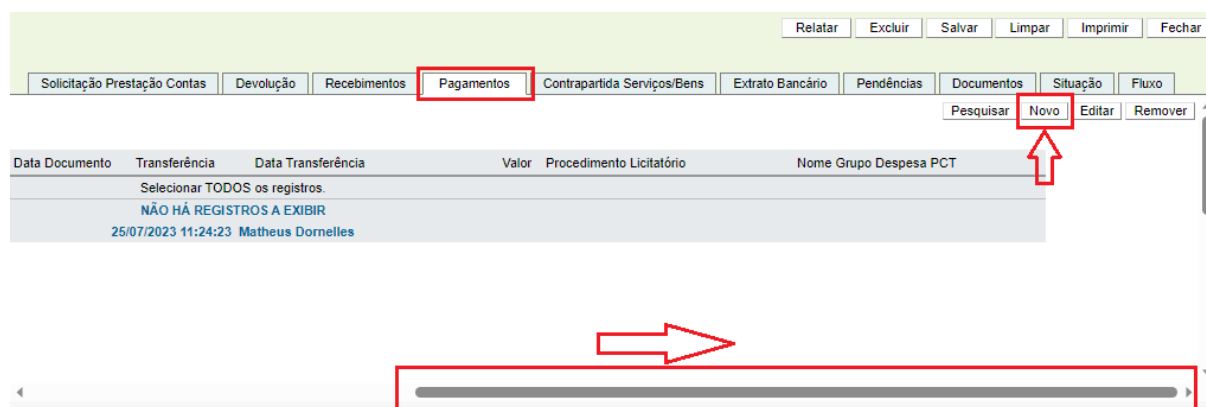 Relatar Excluir Salvar Limpar Imprimir Fechar
Solicitação Prestação Contas Devolução Recebimentos Pagamentos Contrapartida Serviços/Bens Extrato Bancário Pendências Documentos Situação Fluxo
Pesquisar Novo Editar Remover
Data Documento Transferência Data Transferência Valor Procedimento Licitatório Nome Grupo Despesa PCT
Selecionar TODOS os registros.
NÃO HÁ REGISTROS A EXIBIR
25/07/2023 11:24:23 Matheus Dornelles